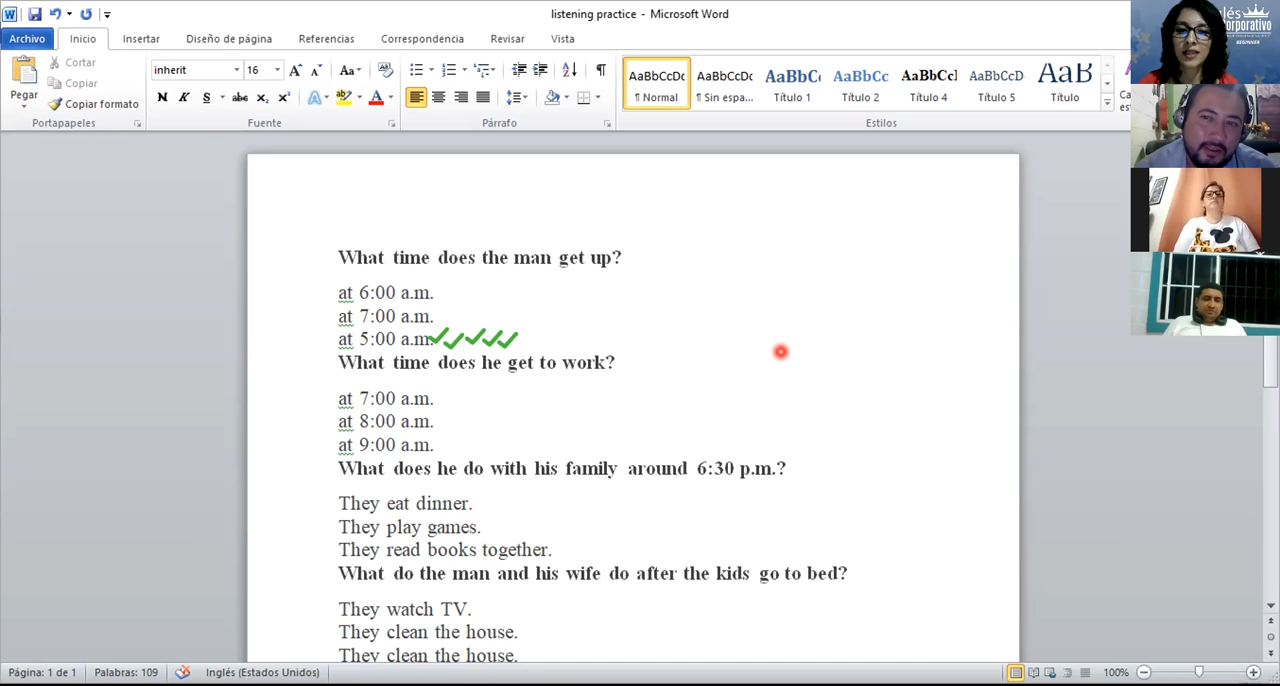 listening practice - Microsoft Word
Archivo Inicio Insertar Diseño de página Referencias Correspondencia Revisar Vista
Pegar
Cortar
Copiar
Copiar formato
Portapapeles
inherit 16
N K S abc x₂ x²
Fuente
Párrafo
AaBbCcDc AaBbCcDc AaBbC AaBbCc AaBbCcI AaBbCcD AaB
¶ Normal ¶ Sin espa... Título 1 Título 2 Título 4 Título 5 Título
Estilos
corporativo
BEGINNER
What time does the man get up?
at 6:00 a.m.
at 7:00 a.m.
at 5:00 a.m.
What time does he get to work?
at 7:00 a.m.
at 8:00 a.m.
at 9:00 a.m.
What does he do with his family around 6:30 p.m.?
They eat dinner.
They play games.
They read books together.
What do the man and his wife do after the kids go to bed?
They watch TV.
They clean the house.
They clean the house.
Página: 1 de 1 Palabras: 109 Inglés (Estados Unidos) 100%